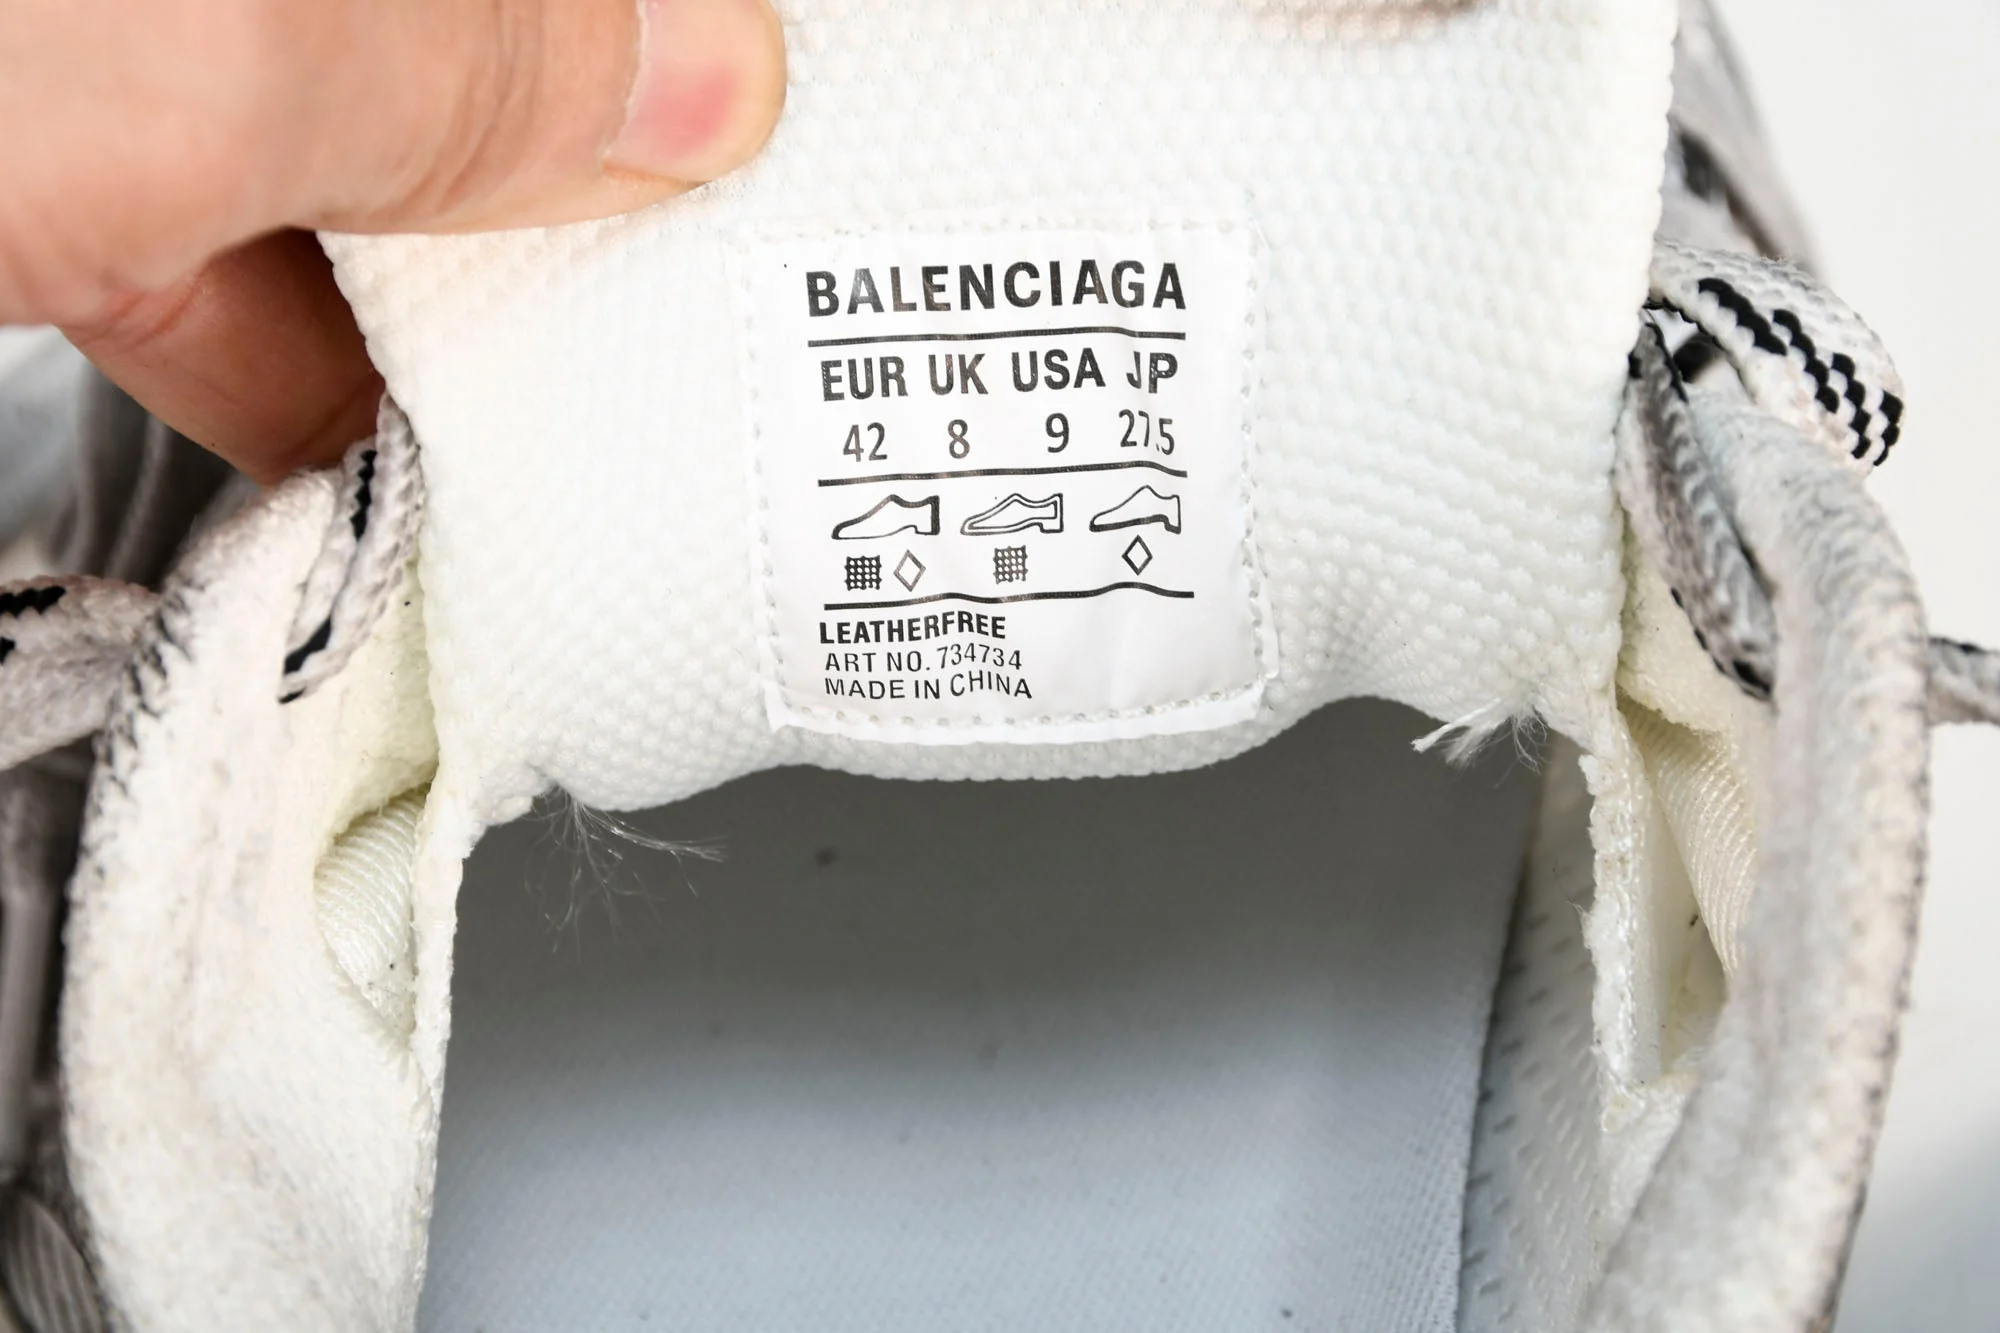 BALENCIAGA
EUR UK USA JP
42 8 9 27.5
LEATHERFREE
ART NO. 734734
MADE IN CHINA